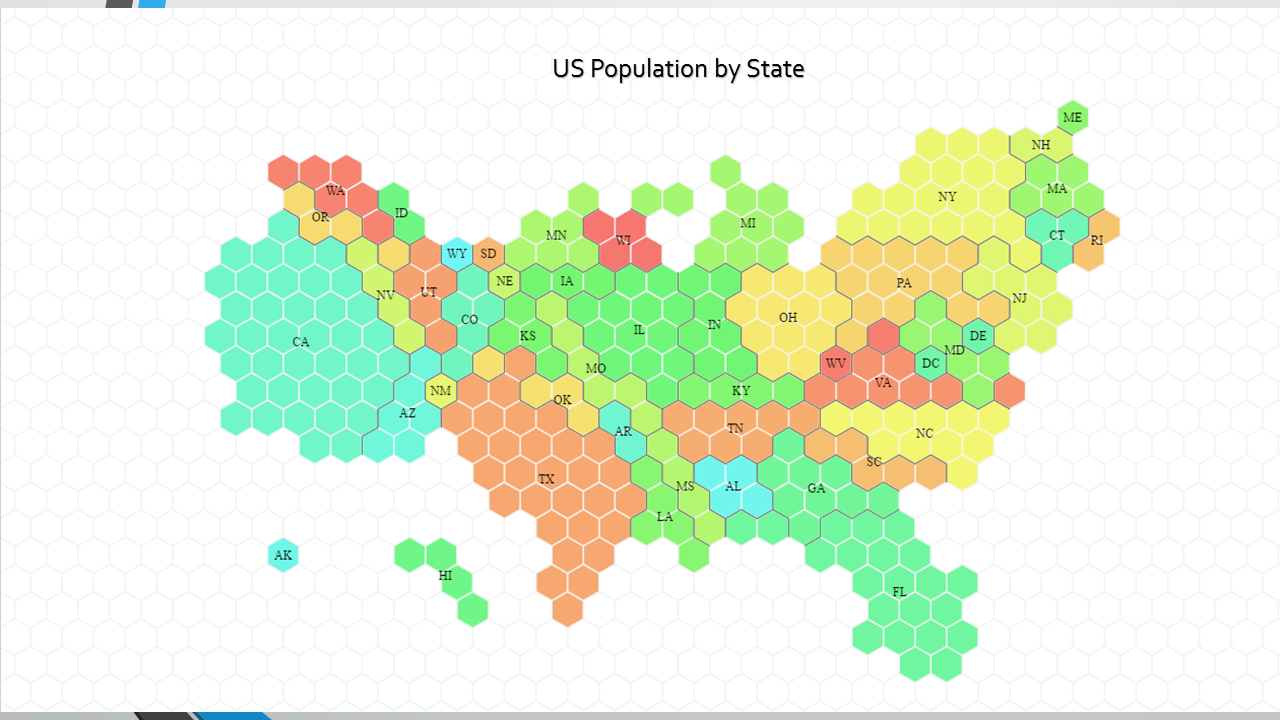 US Population by State
ME
NH
WA
MA
NY
ID
OR
MI
MN
CT
WI
RI
WY
SD
NE
IA
PA
UT
NV
NJ
OH
CO
IN
IL
KS
DE
CA
MD
WV
DC
MO
VA
NM
KY
OK
AZ
TN
AR
NC
SC
TX
MS
AL
GA
LA
AK
HI
FL